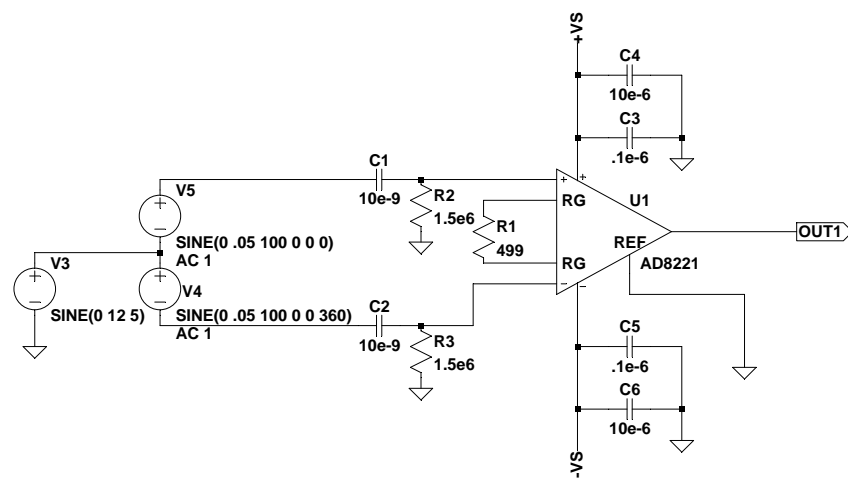 +VS
C4
10e-6
C3
.1e-6
C1
10e-9
+
+
U1
V5
R2
1.5e6
RG
R1
499
OUT1
SINE(0 .05 100 0 0 0)
AC 1
REF
V3
RG
AD8221
V4
SINE(0 12 5)
SINE(0 .05 100 0 0 360)
AC 1
C2
10e-9
R3
1.5e6
C5
.1e-6
C6
10e-6
-VS